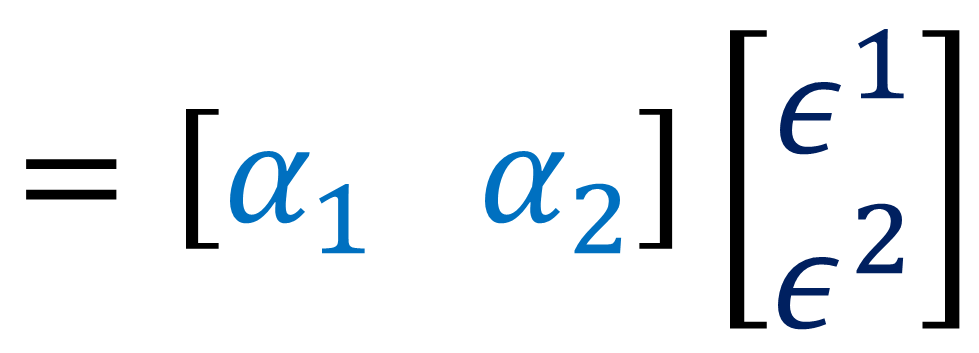 = [α₁ α₂] [ϵ¹
ϵ²]